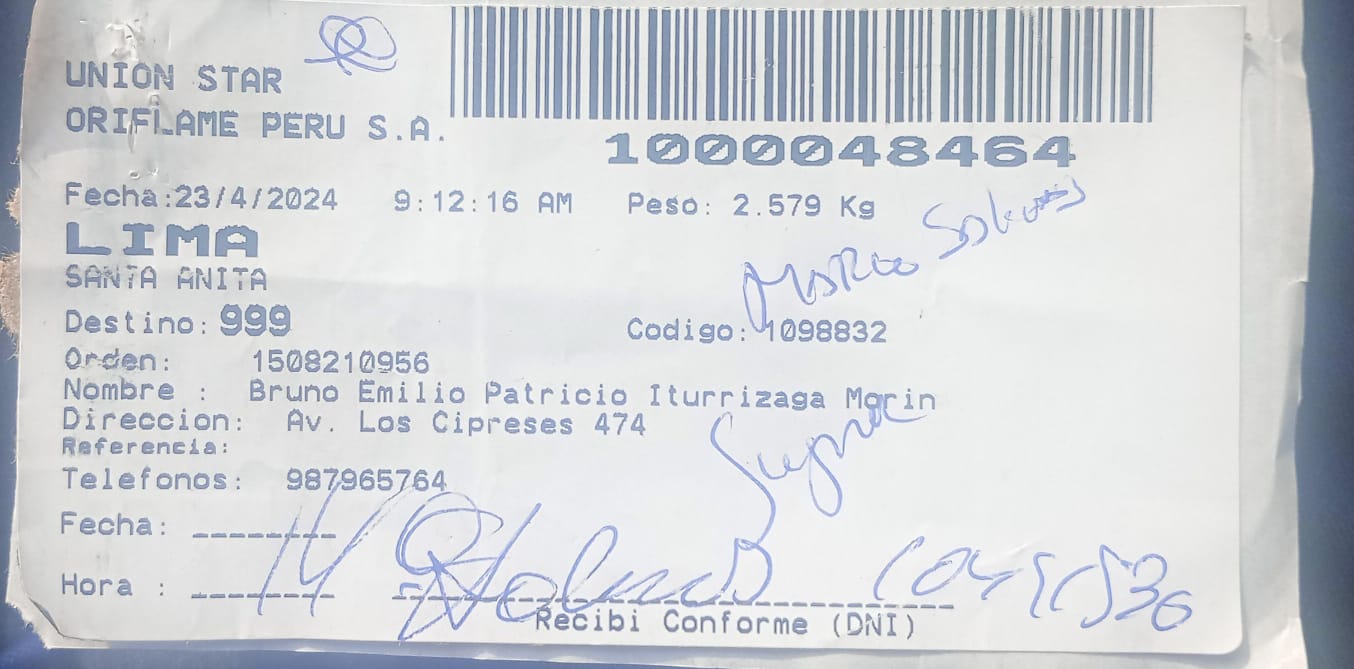 UNION STAR
ORIFLAME PERU S.A.
1000048464
Fecha:23/4/2024 9:12:16 AM Peso: 2.579 Kg
LIMA
SANTA ANITA
Destino: 999 Codigo: 1098832
Orden: 1508210956
Nombre : Bruno Emilio Patricio Iturrizaga Morin
Direccion: Av. Los Cipreses 474
Referencia:
Telefonos: 987965764
Fecha:
Hora :
Recibi Conforme (DNI)